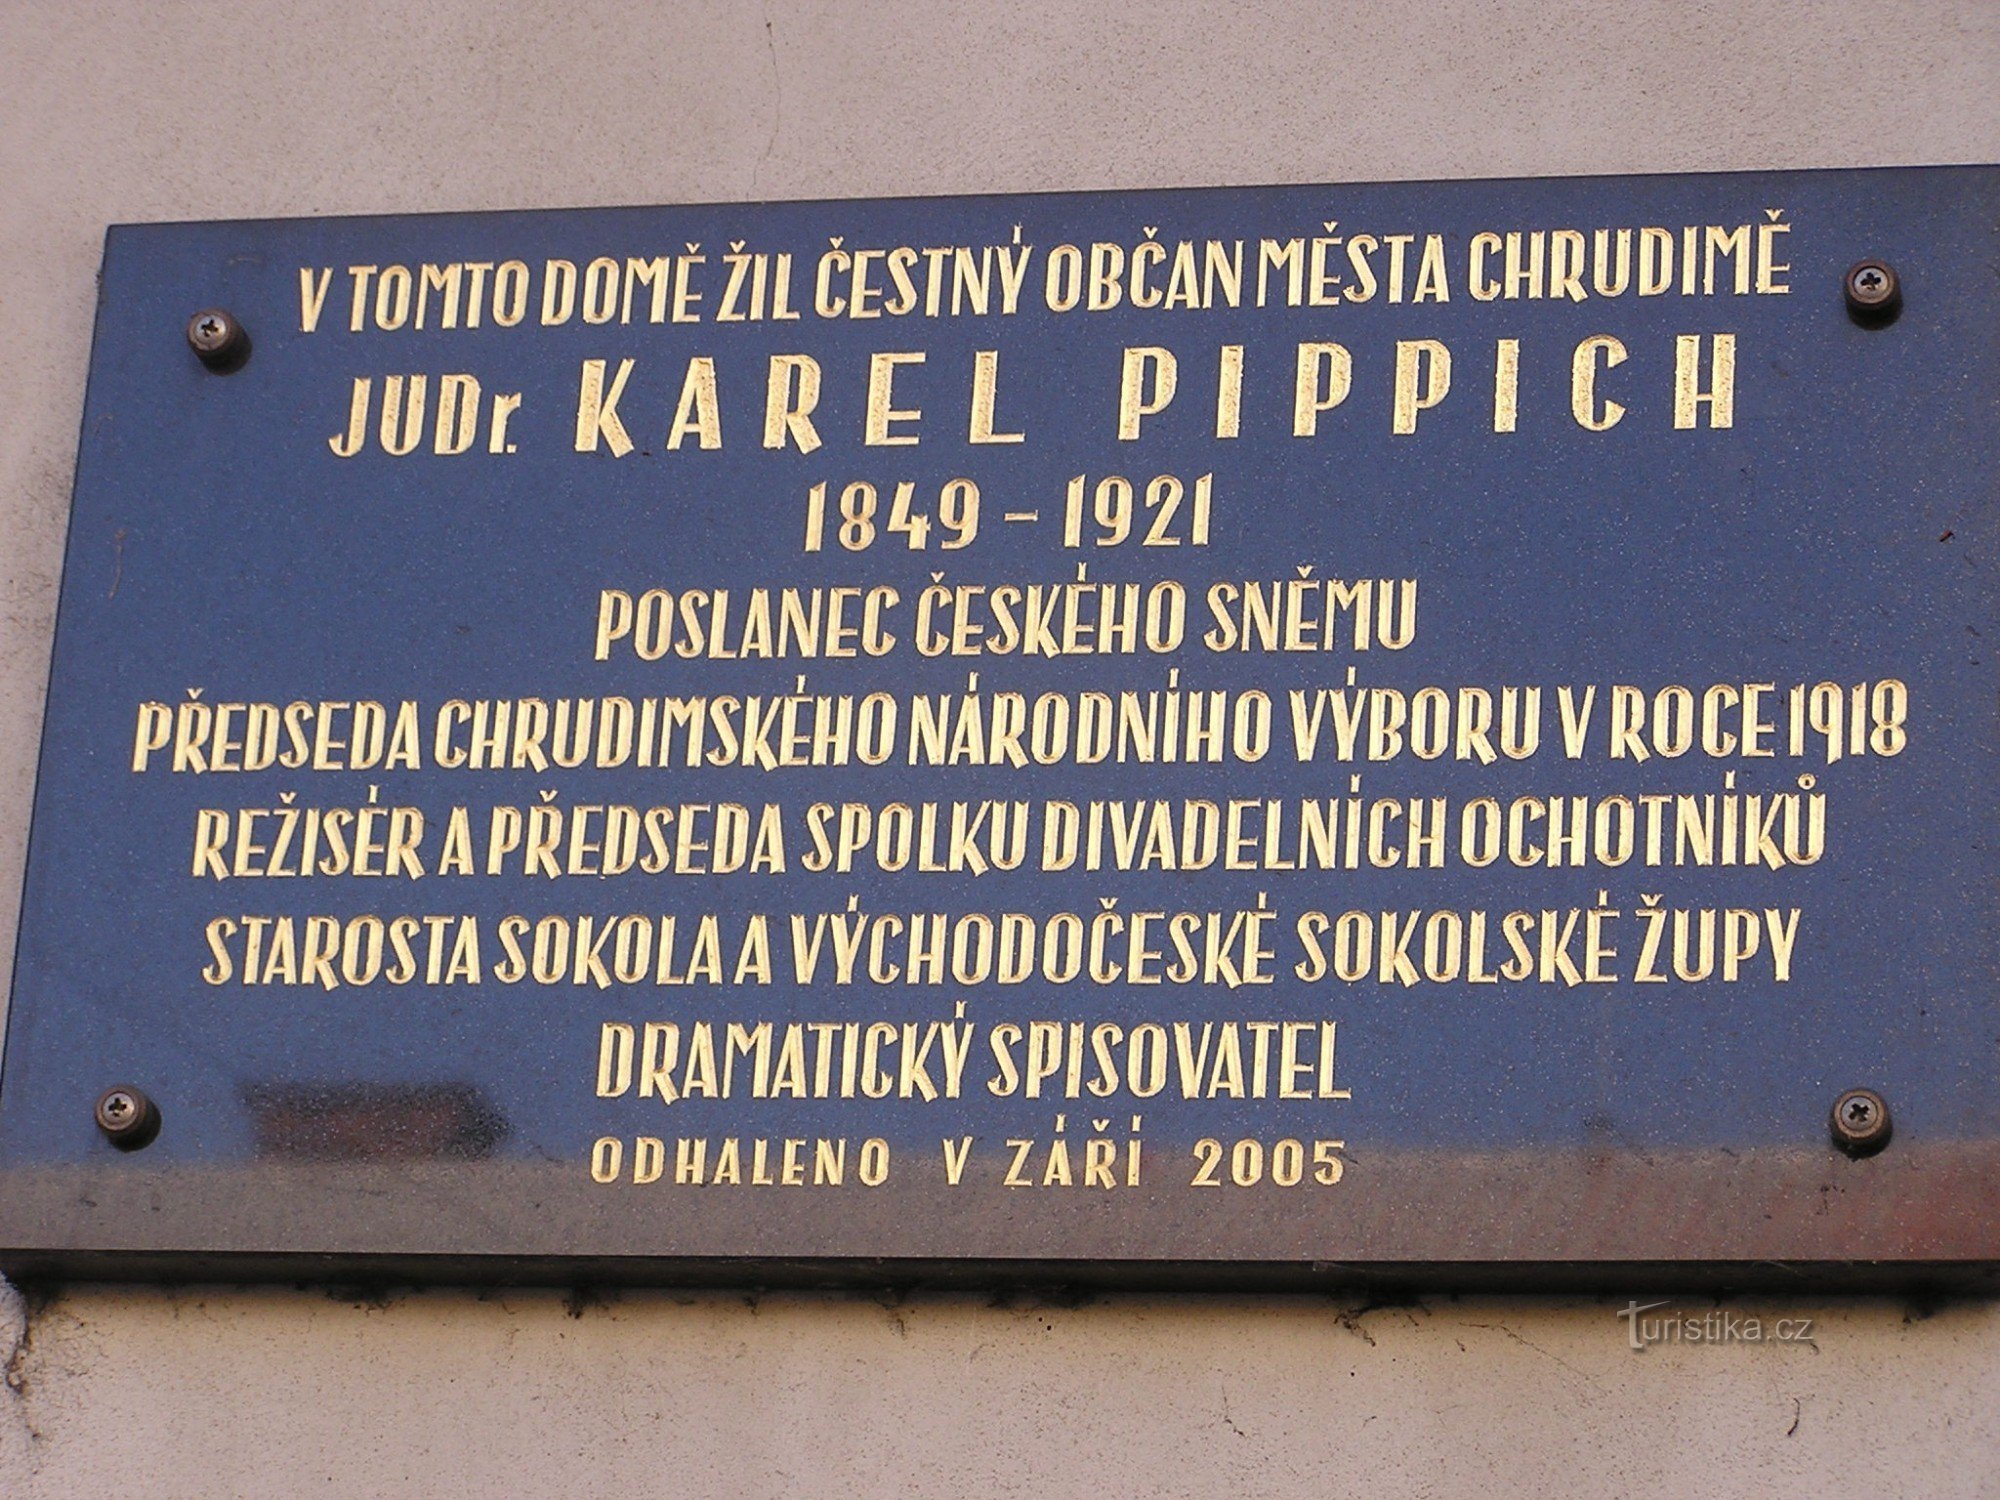 V TOMTO DOMĚ ŽIL ČESTNÝ OBČAN MĚSTA CHRUDIMĚ
JUDr. KAREL PIPPICH
1849 - 1921
POSLANEC ČESKÉHO SNĚMU
PŘEDSEDA CHRUDIMSKÉHO NÁRODNÍHO VÝBORU V ROCE 1918
REŽISÉR A PŘEDSEDA SPOLKU DIVADELNÍCH OCHOTNÍKŮ
STAROSTA SOKOLA A VÝCHODOČESKÉ SOKOLSKÉ ŽUPY
DRAMATICKÝ SPISOVATEL
ODHALENO V ZÁŘÍ 2005
Turistika.cz